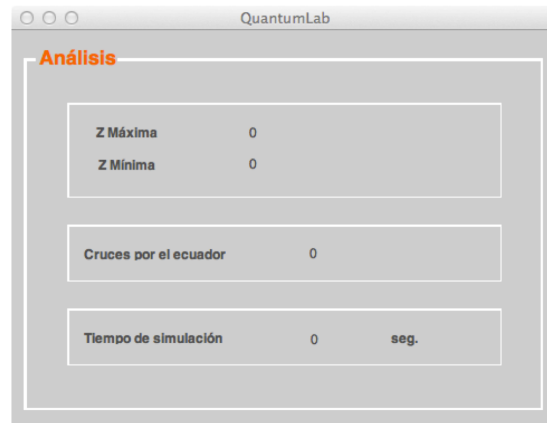 QuantumLab
Análisis
Z Máxima 0
Z Mínima 0
Cruces por el ecuador 0
Tiempo de simulación 0 seg.